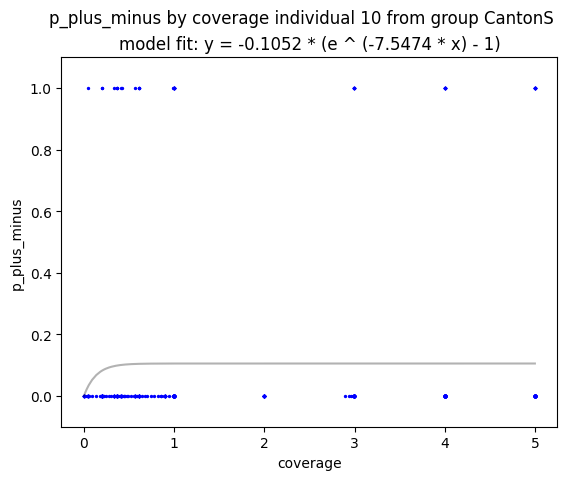 p_plus_minus by coverage individual 10 from group CantonS
model fit: y = -0.1052 * (e ^ (-7.5474 * x) - 1)
1.0
0.8
0.6
0.4
0.2
0.0
p_plus_minus
0 1 2 3 4 5
coverage